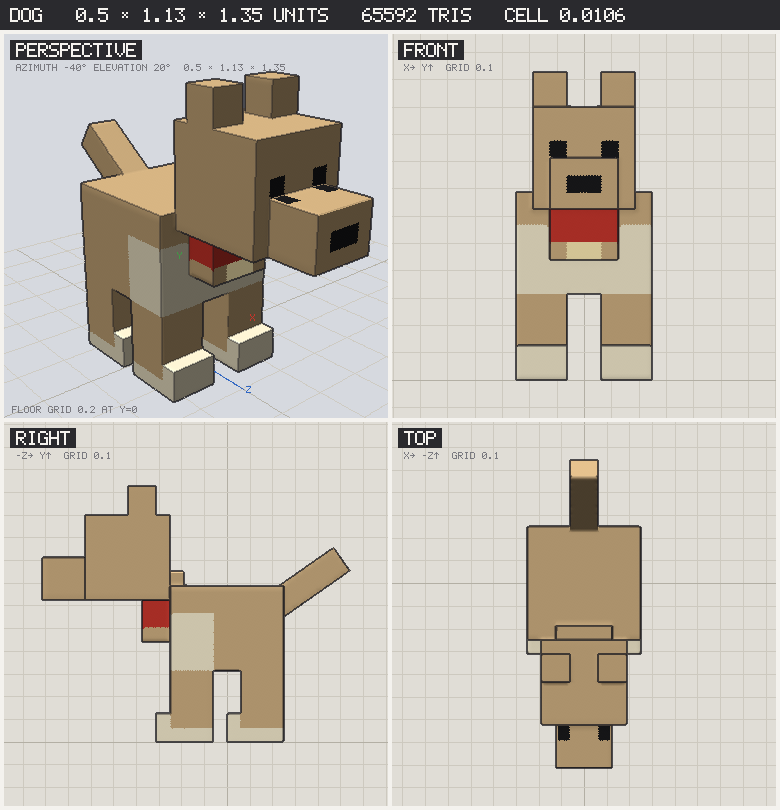 DOG 0.5 × 1.13 × 1.35 UNITS 65592 TRIS CELL 0.0106
PERSPECTIVE
AZIMUTH -40° ELEVATION 20° 0.5 × 1.13 × 1.35
Y
X
Z
FLOOR GRID 0.2 AT Y=0
FRONT
X→ Y↑ GRID 0.1
RIGHT
-Z→ Y↑ GRID 0.1
TOP
X→ -Z↑ GRID 0.1